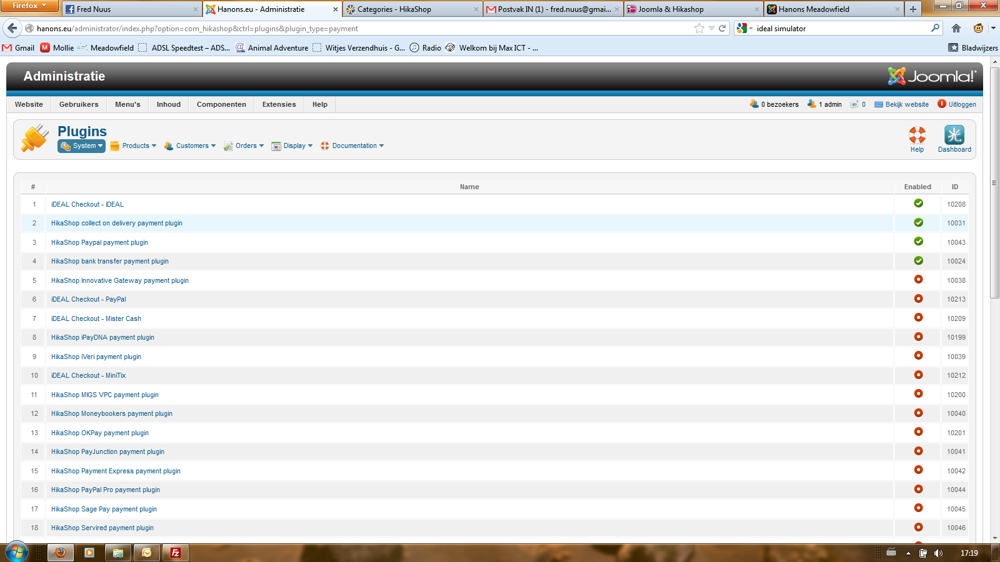 Firefox
Fred Nuus
Hanons.eu - Administratie
Categories - HikaShop
Postvak IN (1) - fred.nuus@gmai...
Joomla & Hikashop
Hanons Meadowfield
hanons.eu/administrator/index.php?option=com_hikashop&ctrl=plugins&plugin_type=payment
ideal simulator
Gmail Mollie Meadowfield ADSL Speedtest – ADS... Animal Adventure Witjes Verzendhuis - G... Radio Welkom bij Max ICT - ... Bladwijzers
Administratie
Joomla!
Website Gebruikers Menu's Inhoud Componenten Extensies Help
0 bezoekers 1 admin 0 Bekijk website Uitloggen
Plugins
System Products Customers Orders Display Documentation
Help Dashboard
# Name Enabled ID
1 iDEAL Checkout - iDEAL 10208
2 HikaShop collect on delivery payment plugin 10031
3 HikaShop Paypal payment plugin 10043
4 HikaShop bank transfer payment plugin 10024
5 HikaShop Innovative Gateway payment plugin 10038
6 iDEAL Checkout - PayPal 10213
7 iDEAL Checkout - Mister Cash 10209
8 HikaShop iPayDNA payment plugin 10199
9 HikaShop iVeri payment plugin 10039
10 iDEAL Checkout - MiniTix 10212
11 HikaShop MIGS VPC payment plugin 10200
12 HikaShop Moneybookers payment plugin 10040
13 HikaShop OKPay payment plugin 10201
14 HikaShop PayJunction payment plugin 10041
15 HikaShop Payment Express payment plugin 10042
16 HikaShop PayPal Pro payment plugin 10044
17 HikaShop Sage Pay payment plugin 10045
18 HikaShop Servired payment plugin 10046
17:19